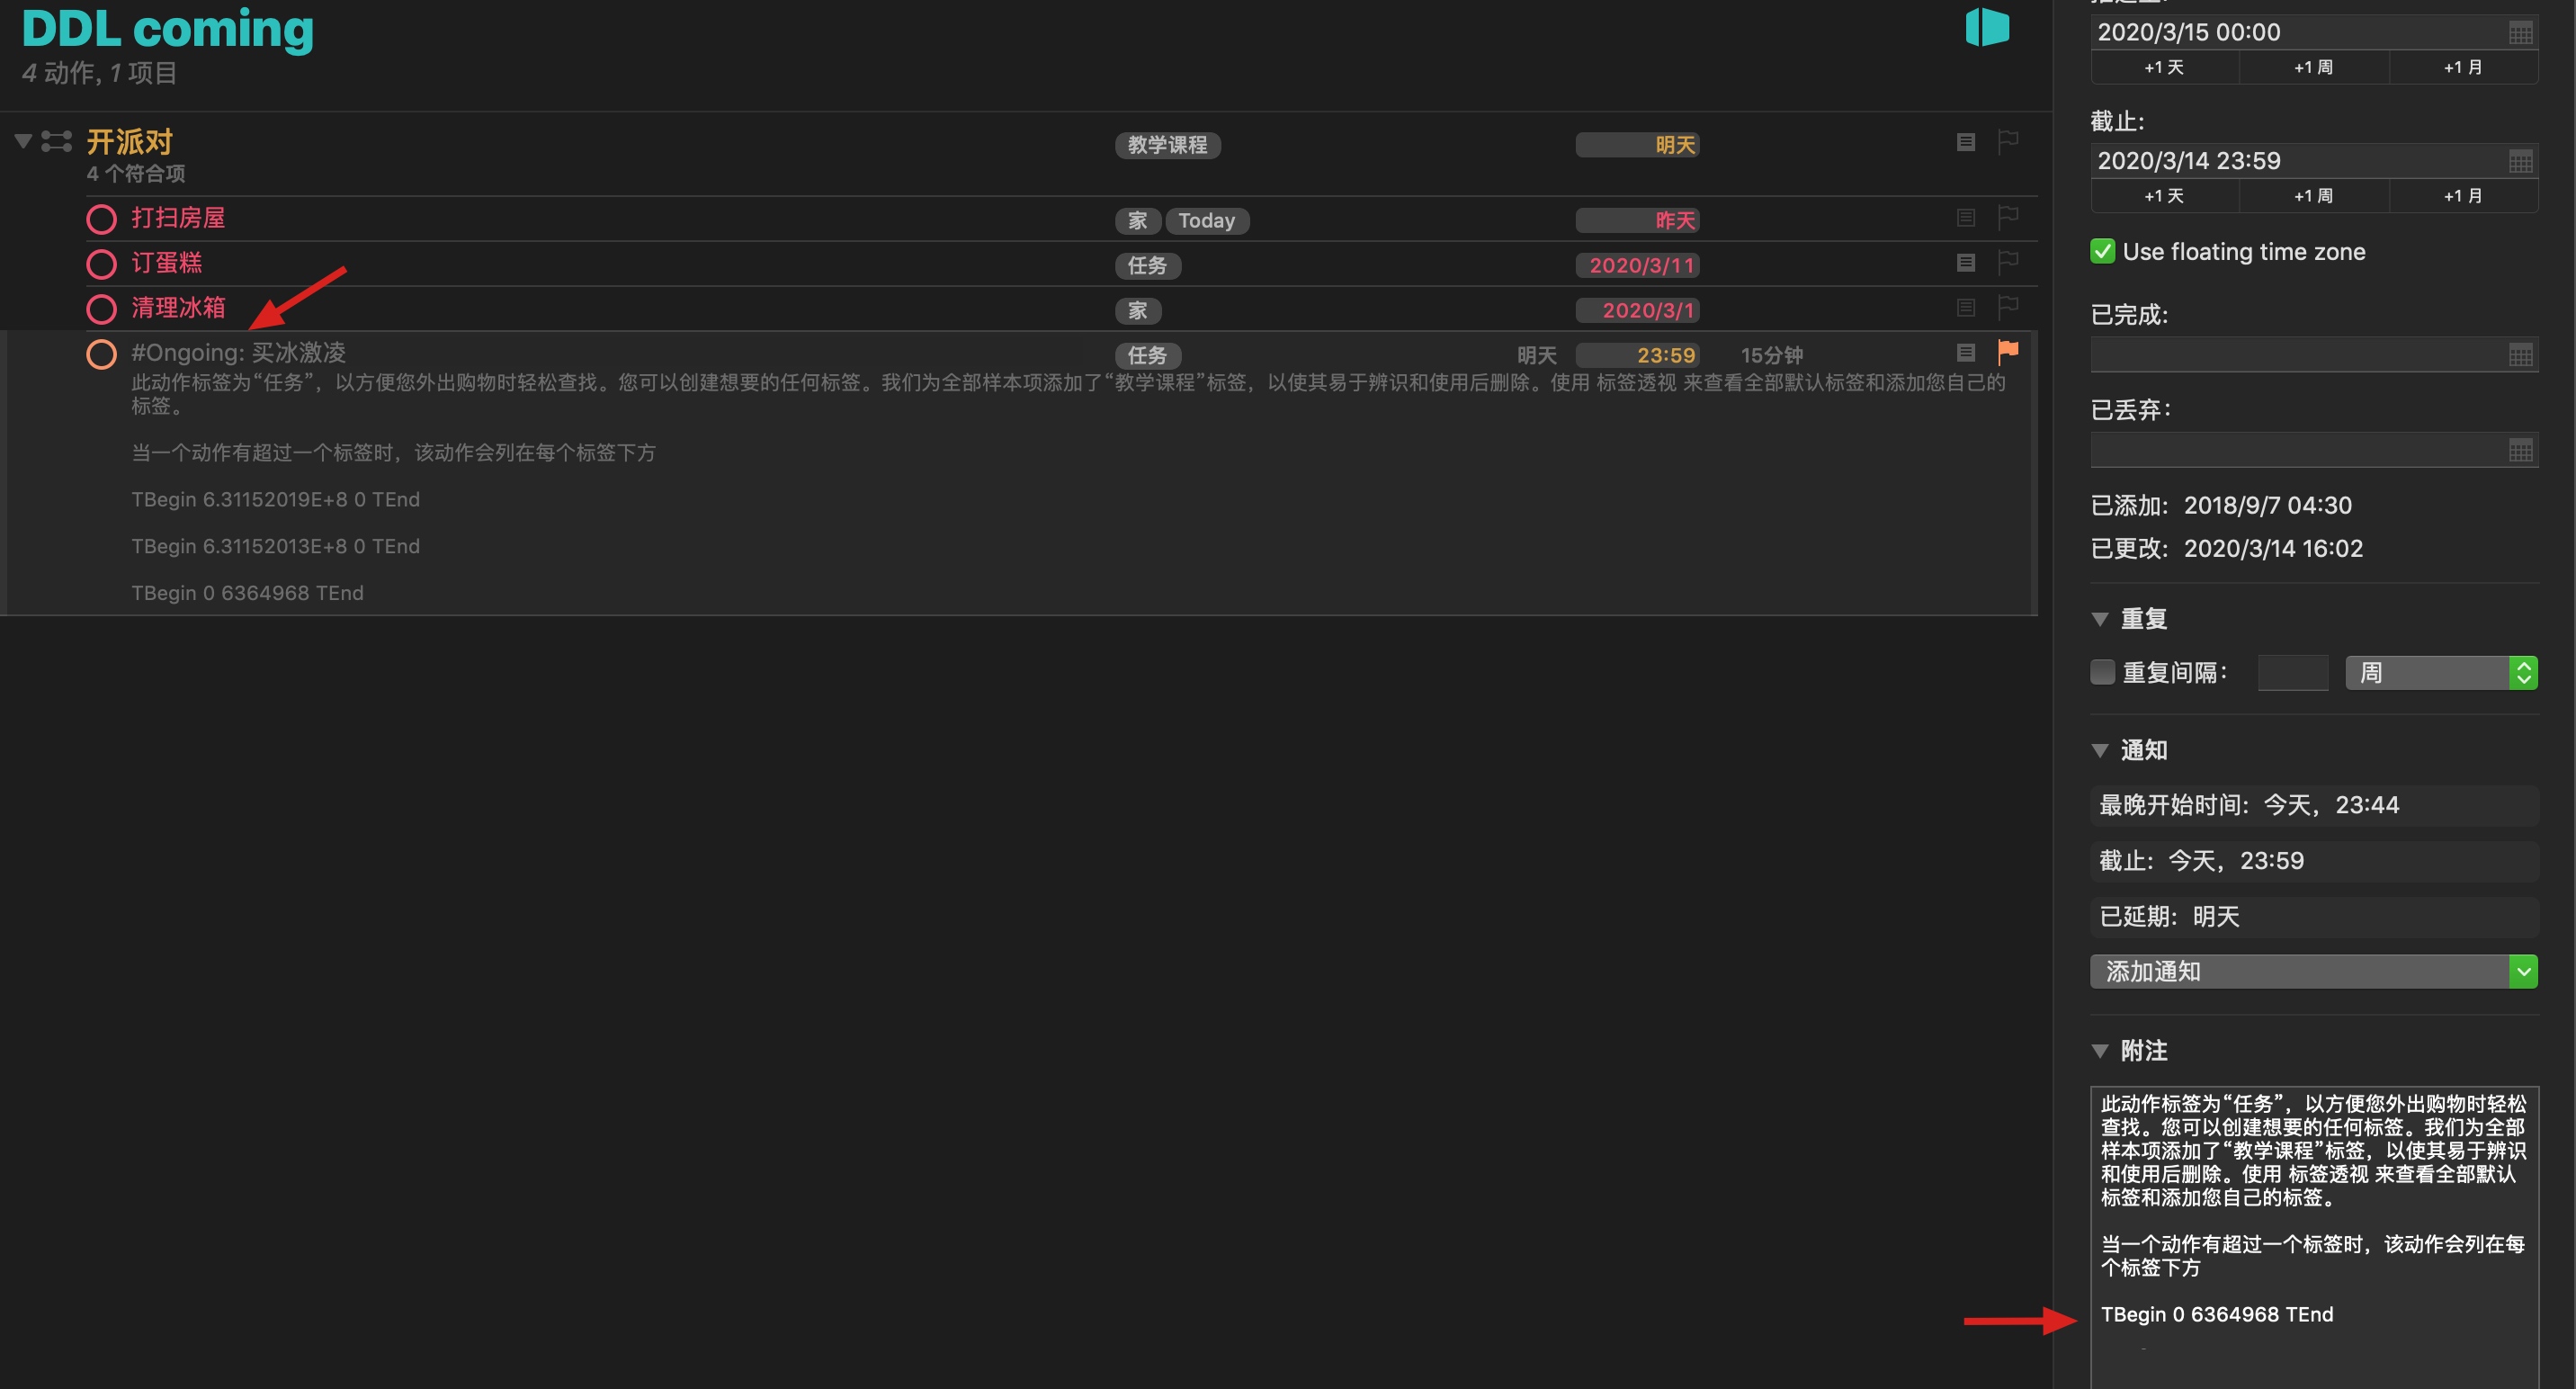 DDL coming
4 动作, 1 项目
开派对
教学课程
明天
4 个符合项
打扫房屋
家
Today
昨天
订蛋糕
任务
2020/3/11
清理冰箱
家
2020/3/1
#Ongoing: 买冰激凌
任务
明天
23:59
15分钟
此动作标签为“任务”，以方便您外出购物时轻松查找。您可以创建想要的任何标签。我们为全部样本项添加了“教学课程”标签，以使其易于辨识和使用后删除。使用 标签透视 来查看全部默认标签和添加您自己的
标签。
当一个动作有超过一个标签时，该动作会列在每个标签下方
TBegin 6.31152019E+8 0 TEnd
TBegin 6.31152013E+8 0 TEnd
TBegin 0 6364968 TEnd
2020/3/15 00:00
+1 天
+1 周
+1 月
截止:
2020/3/14 23:59
+1 天
+1 周
+1 月
Use floating time zone
已完成:
已丢弃:
已添加: 2018/9/7 04:30
已更改: 2020/3/14 16:02
重复
重复间隔:
周
通知
最晚开始时间: 今天，23:44
截止: 今天，23:59
已延期: 明天
添加通知
附注
此动作标签为“任务”，以方便您外出购物时轻松
查找。您可以创建想要的任何标签。我们为全部
样本项添加了“教学课程”标签，以使其易于辨识
和使用后删除。使用 标签透视 来查看全部默认
标签和添加您自己的标签。
当一个动作有超过一个标签时，该动作会列在每
个标签下方
TBegin 0 6364968 TEnd